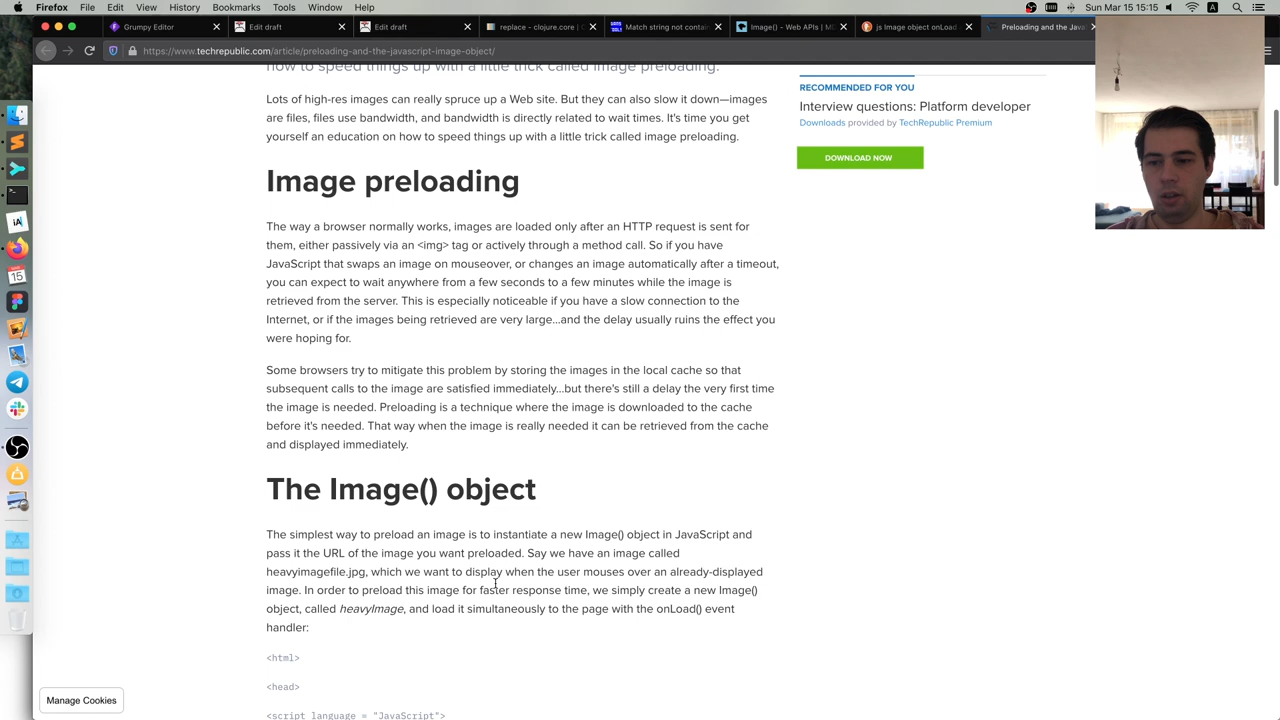 Firefox File Edit View History Bookmarks Tools Window Help
Sun Mar 15 13:46
Grumpy Editor
Edit draft
Edit draft
replace - clojure.core | C
Match string not contain
Image() - Web APIs | M
js Image object onLoad
Preloading and the Java
https://www.techrepublic.com/article/preloading-and-the-javascript-image-object/
how to speed things up with a little trick called image preloading.
Lots of high-res images can really spruce up a Web site. But they can also slow it down—images
are files, files use bandwidth, and bandwidth is directly related to wait times. It's time you get
yourself an education on how to speed things up with a little trick called image preloading.
RECOMMENDED FOR YOU
Interview questions: Platform developer
Downloads provided by TechRepublic Premium
DOWNLOAD NOW
Image preloading
The way a browser normally works, images are loaded only after an HTTP request is sent for
them, either passively via an <img> tag or actively through a method call. So if you have
JavaScript that swaps an image on mouseover, or changes an image automatically after a timeout,
you can expect to wait anywhere from a few seconds to a few minutes while the image is
retrieved from the server. This is especially noticeable if you have a slow connection to the
Internet, or if the images being retrieved are very large...and the delay usually ruins the effect you
were hoping for.
Some browsers try to mitigate this problem by storing the images in the local cache so that
subsequent calls to the image are satisfied immediately...but there's still a delay the very first time
the image is needed. Preloading is a technique where the image is downloaded to the cache
before it's needed. That way when the image is really needed it can be retrieved from the cache
and displayed immediately.
The Image() object
The simplest way to preload an image is to instantiate a new Image() object in JavaScript and
pass it the URL of the image you want preloaded. Say we have an image called
heavyimagefile.jpg, which we want to display when the user mouses over an already-displayed
image. In order to preload this image for faster response time, we simply create a new Image()
object, called heavyImage, and load it simultaneously to the page with the onLoad() event
handler:
<html>
<head>
<script language = "JavaScript">
Manage Cookies
iA
15